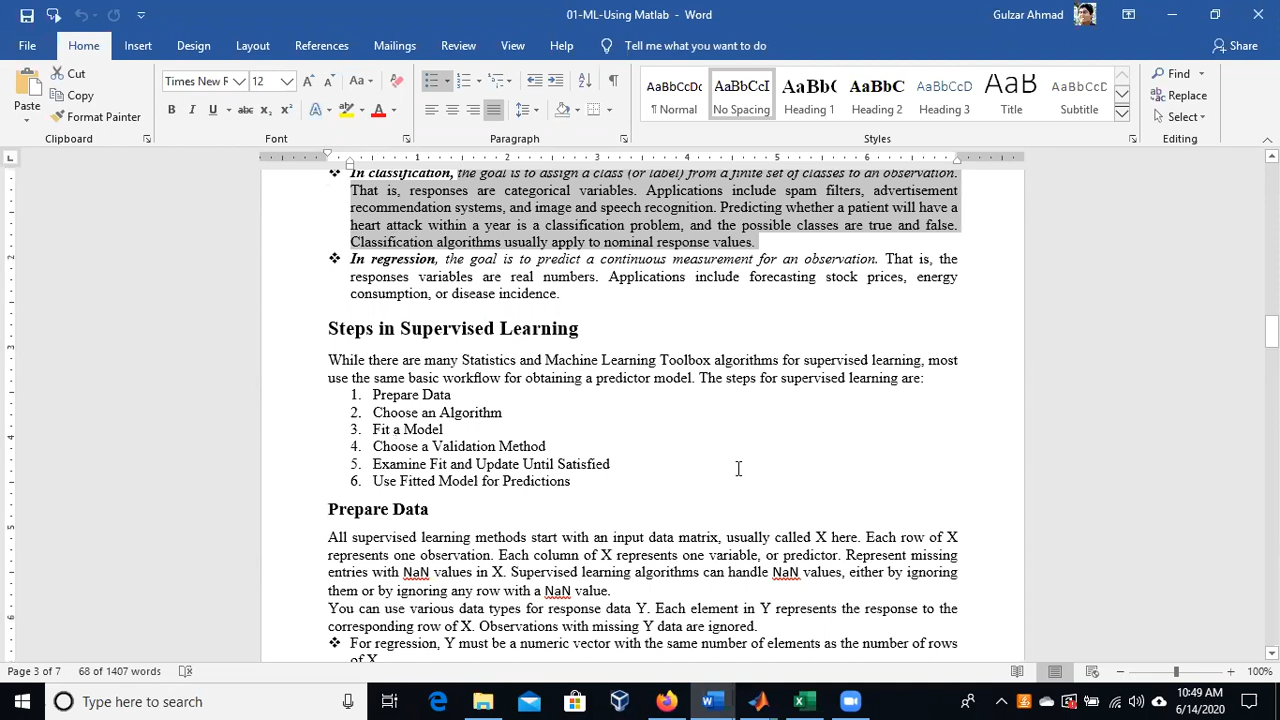 01-ML-Using Matlab - Word
Gulzar Ahmad
File Home Insert Design Layout References Mailings Review View Help Tell me what you want to do Share
Paste
Cut
Copy
Format Painter
Clipboard
Times New R 12
Aa
B I U abc X₂ X²
Font
Paragraph
AaBbCcDc AaBbCcI AaBb( AaBbC AaBbCcDd AaB AaBbCcD
¶ Normal No Spacing Heading 1 Heading 2 Heading 3 Title Subtitle
Styles
Find
Replace
Select
Editing
1 2 3 4 5 6
In classification, the goal is to assign a class (or label) from a finite set of classes to an observation.
That is, responses are categorical variables. Applications include spam filters, advertisement
recommendation systems, and image and speech recognition. Predicting whether a patient will have a
heart attack within a year is a classification problem, and the possible classes are true and false.
Classification algorithms usually apply to nominal response values.
In regression, the goal is to predict a continuous measurement for an observation. That is, the
responses variables are real numbers. Applications include forecasting stock prices, energy
consumption, or disease incidence.
Steps in Supervised Learning
While there are many Statistics and Machine Learning Toolbox algorithms for supervised learning, most
use the same basic workflow for obtaining a predictor model. The steps for supervised learning are:
1. Prepare Data
2. Choose an Algorithm
3. Fit a Model
4. Choose a Validation Method
5. Examine Fit and Update Until Satisfied
6. Use Fitted Model for Predictions
Prepare Data
All supervised learning methods start with an input data matrix, usually called X here. Each row of X
represents one observation. Each column of X represents one variable, or predictor. Represent missing
entries with NaN values in X. Supervised learning algorithms can handle NaN values, either by ignoring
them or by ignoring any row with a NaN value.
You can use various data types for response data Y. Each element in Y represents the response to the
corresponding row of X. Observations with missing Y data are ignored.
For regression, Y must be a numeric vector with the same number of elements as the number of rows
of X
Page 3 of 7 68 of 1407 words
100%
Type here to search
10:49 AM
6/14/2020